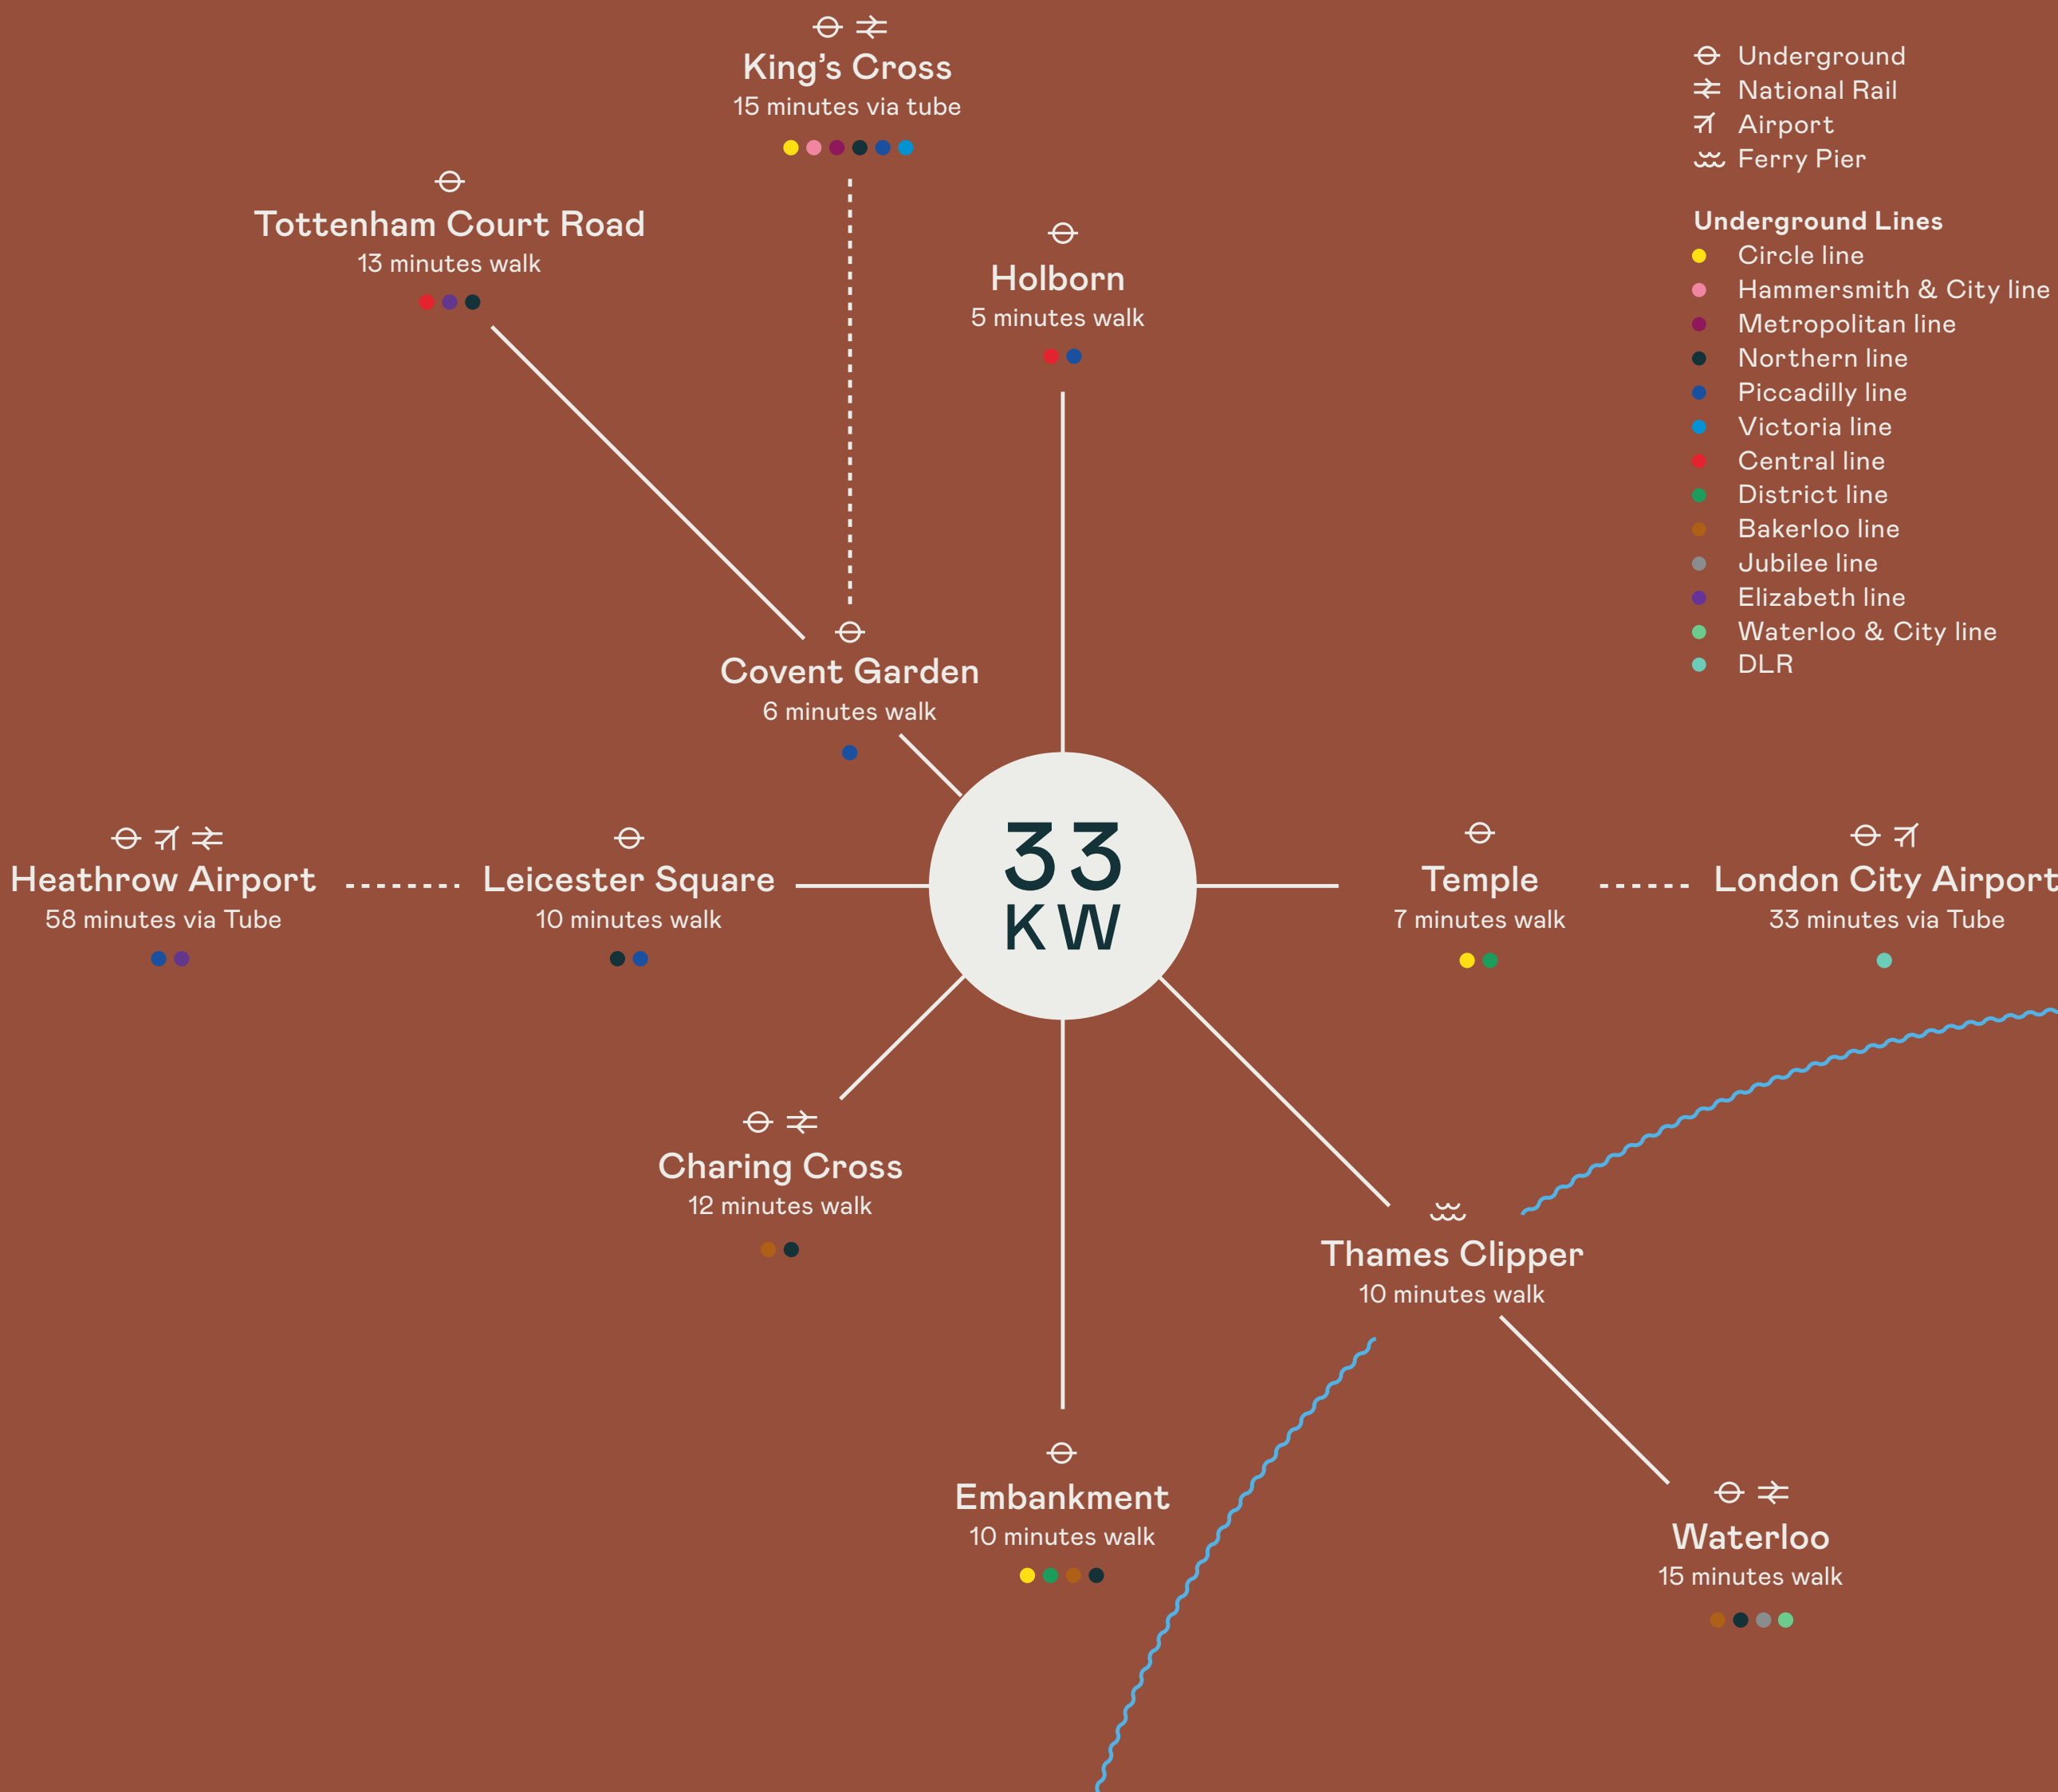 King’s Cross
15 minutes via tube
Tottenham Court Road
13 minutes walk
Holborn
5 minutes walk
Covent Garden
6 minutes walk
Heathrow Airport
58 minutes via Tube
Leicester Square
10 minutes walk
33
KW
Temple
7 minutes walk
London City Airport
33 minutes via Tube
Charing Cross
12 minutes walk
Thames Clipper
10 minutes walk
Embankment
10 minutes walk
Waterloo
15 minutes walk
Underground
National Rail
Airport
Ferry Pier
Underground Lines
Circle line
Hammersmith & City line
Metropolitan line
Northern line
Piccadilly line
Victoria line
Central line
District line
Bakerloo line
Jubilee line
Elizabeth line
Waterloo & City line
DLR